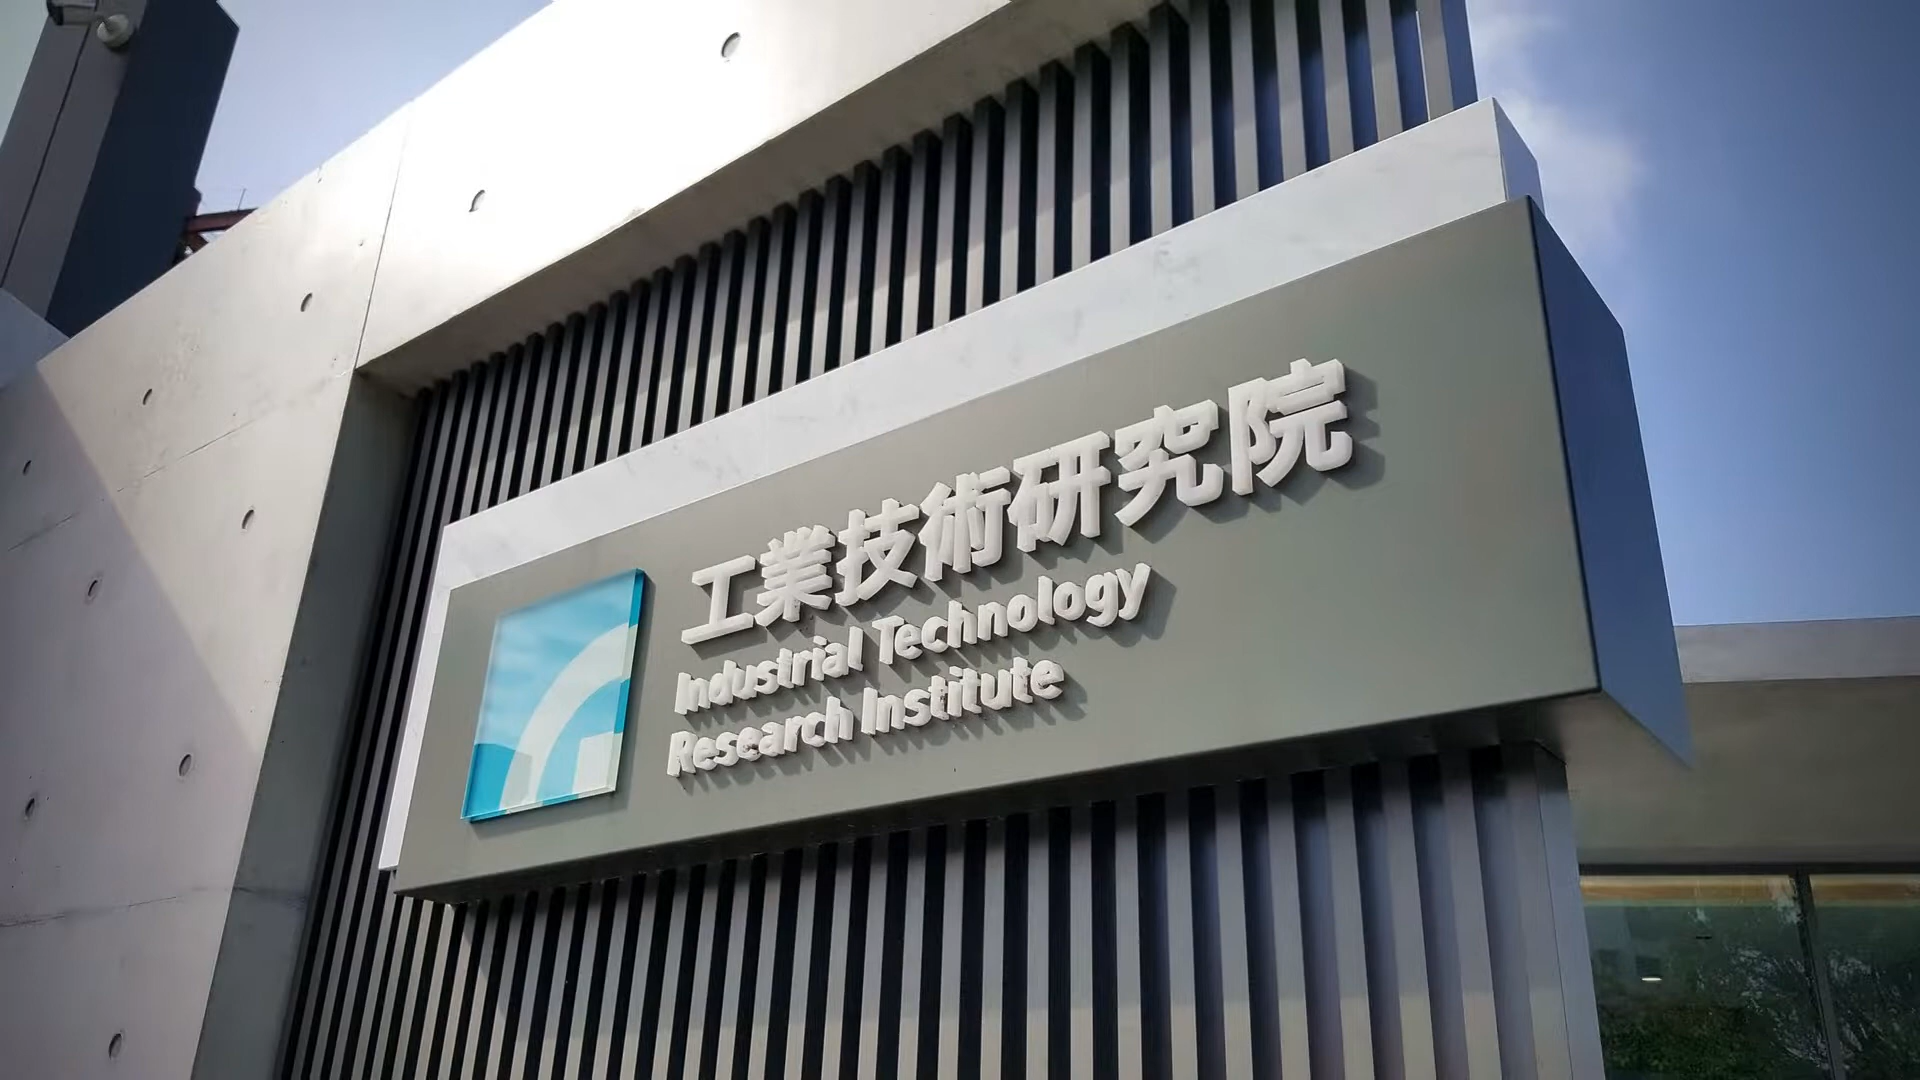 工業技術研究院
Industrial Technology
Research Institute